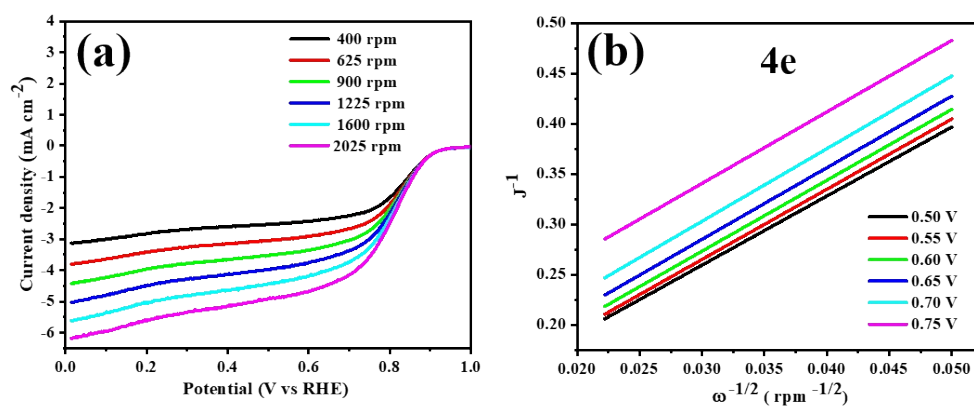 (a)
400 rpm
625 rpm
900 rpm
1225 rpm
1600 rpm
2025 rpm
4
3
2
1
0
-1
-2
-3
-4
-5
-6
Current density (mA cm⁻²)
0.0 0.2 0.4 0.6 0.8 1.0
Potential (V vs RHE)
(b)
4e
0.50
0.45
0.40
0.35
0.30
0.25
0.20
J⁻¹
0.50 V
0.55 V
0.60 V
0.65 V
0.70 V
0.75 V
0.020 0.025 0.030 0.035 0.040 0.045 0.050
ω⁻¹/² ( rpm ⁻¹/²)